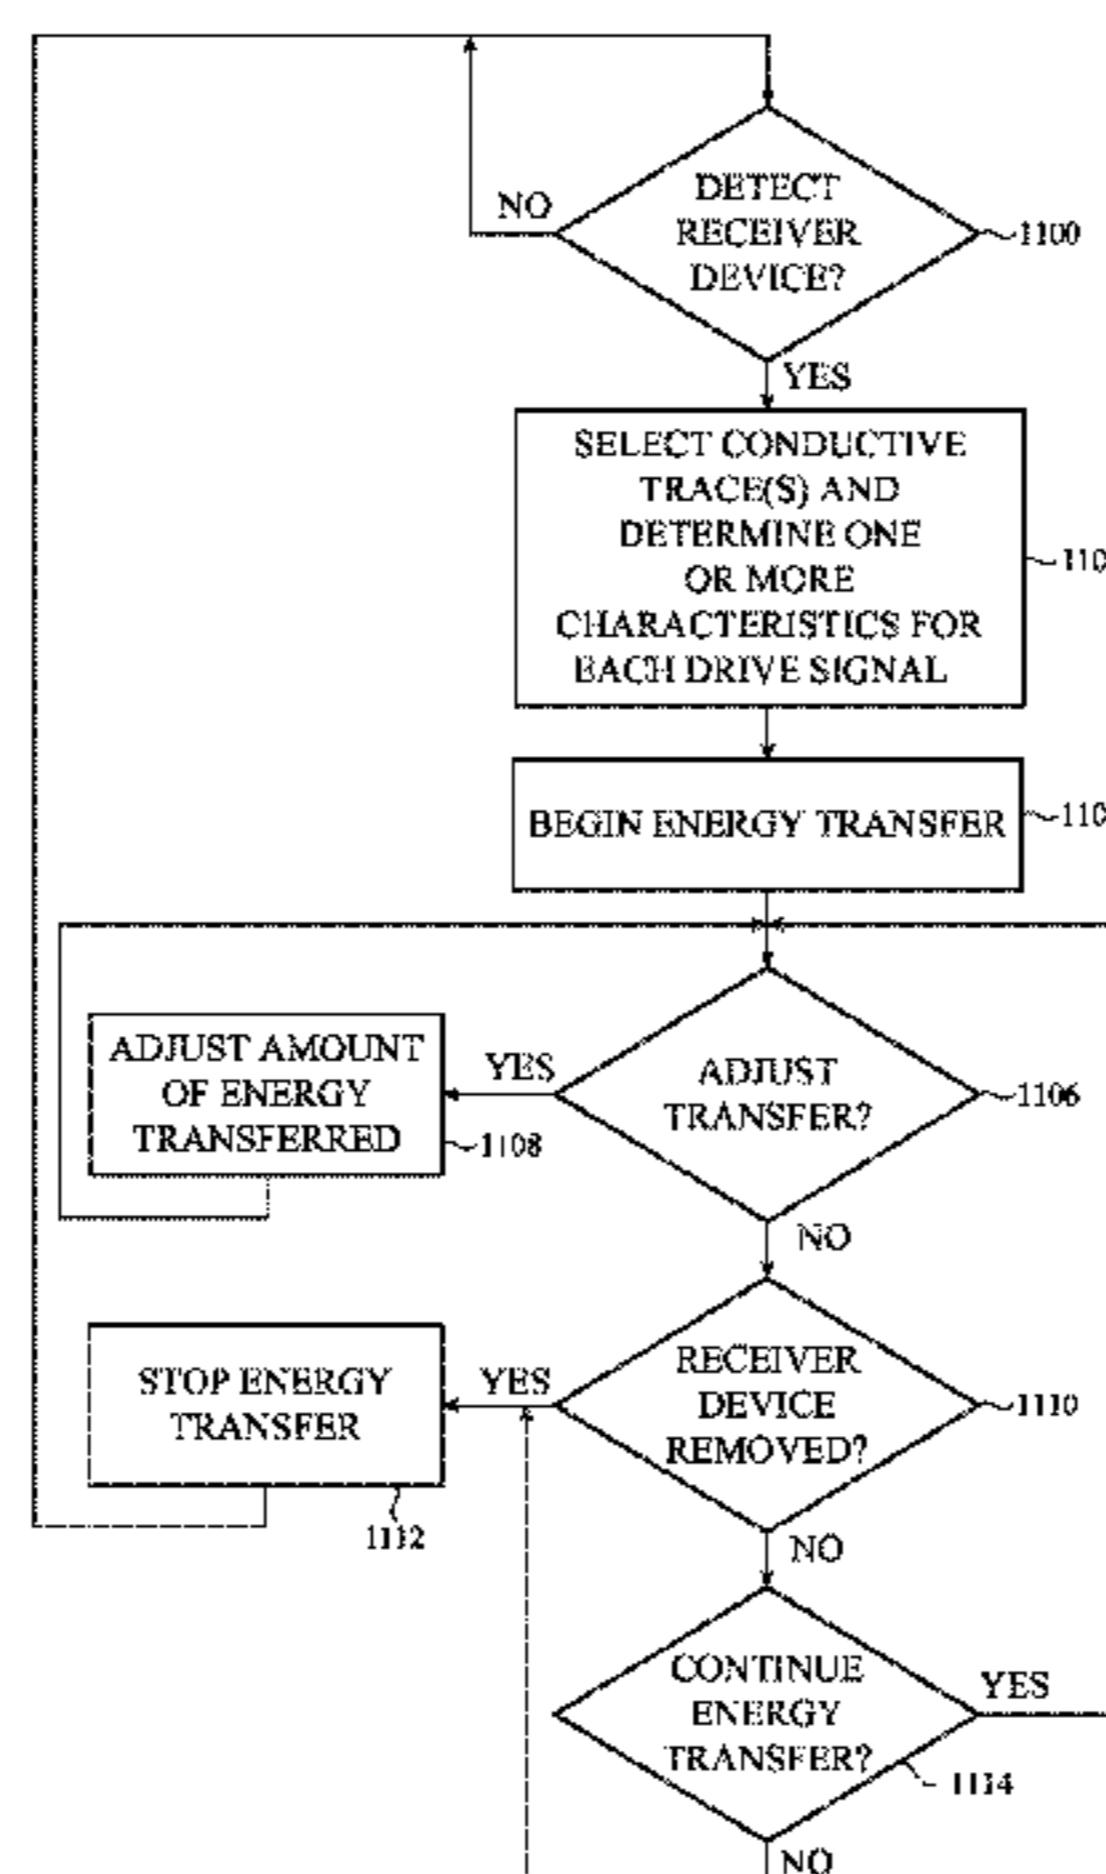 DETECT
RECEIVER
DEVICE?
NO
1100
YES
SELECT CONDUCTIVE
TRACE(S) AND
DETERMINE ONE
OR MORE
CHARACTERISTICS FOR
EACH DRIVE SIGNAL
110
BEGIN ENERGY TRANSFER
110
ADJUST
TRANSFER?
1106
YES
ADJUST AMOUNT
OF ENERGY
TRANSFERRED
1108
NO
RECEIVER
DEVICE
REMOVED?
1110
YES
STOP ENERGY
TRANSFER
1112
NO
CONTINUE
ENERGY
TRANSFER?
YES
1114
NO